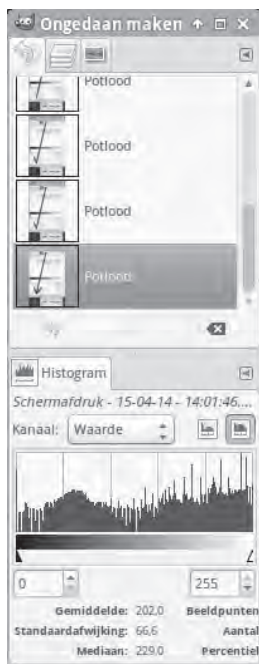 Ongedaan maken
Potlood
Potlood
Potlood
Potlood
Histogram
Schermafdruk - 15-04-14 - 14:01:46....
Kanaal: Waarde
0 255
Gemiddelde: 202,0 Beeldpunten
Standaardafwijking: 66,6 Aantal
Mediaan: 229,0 Percentiel